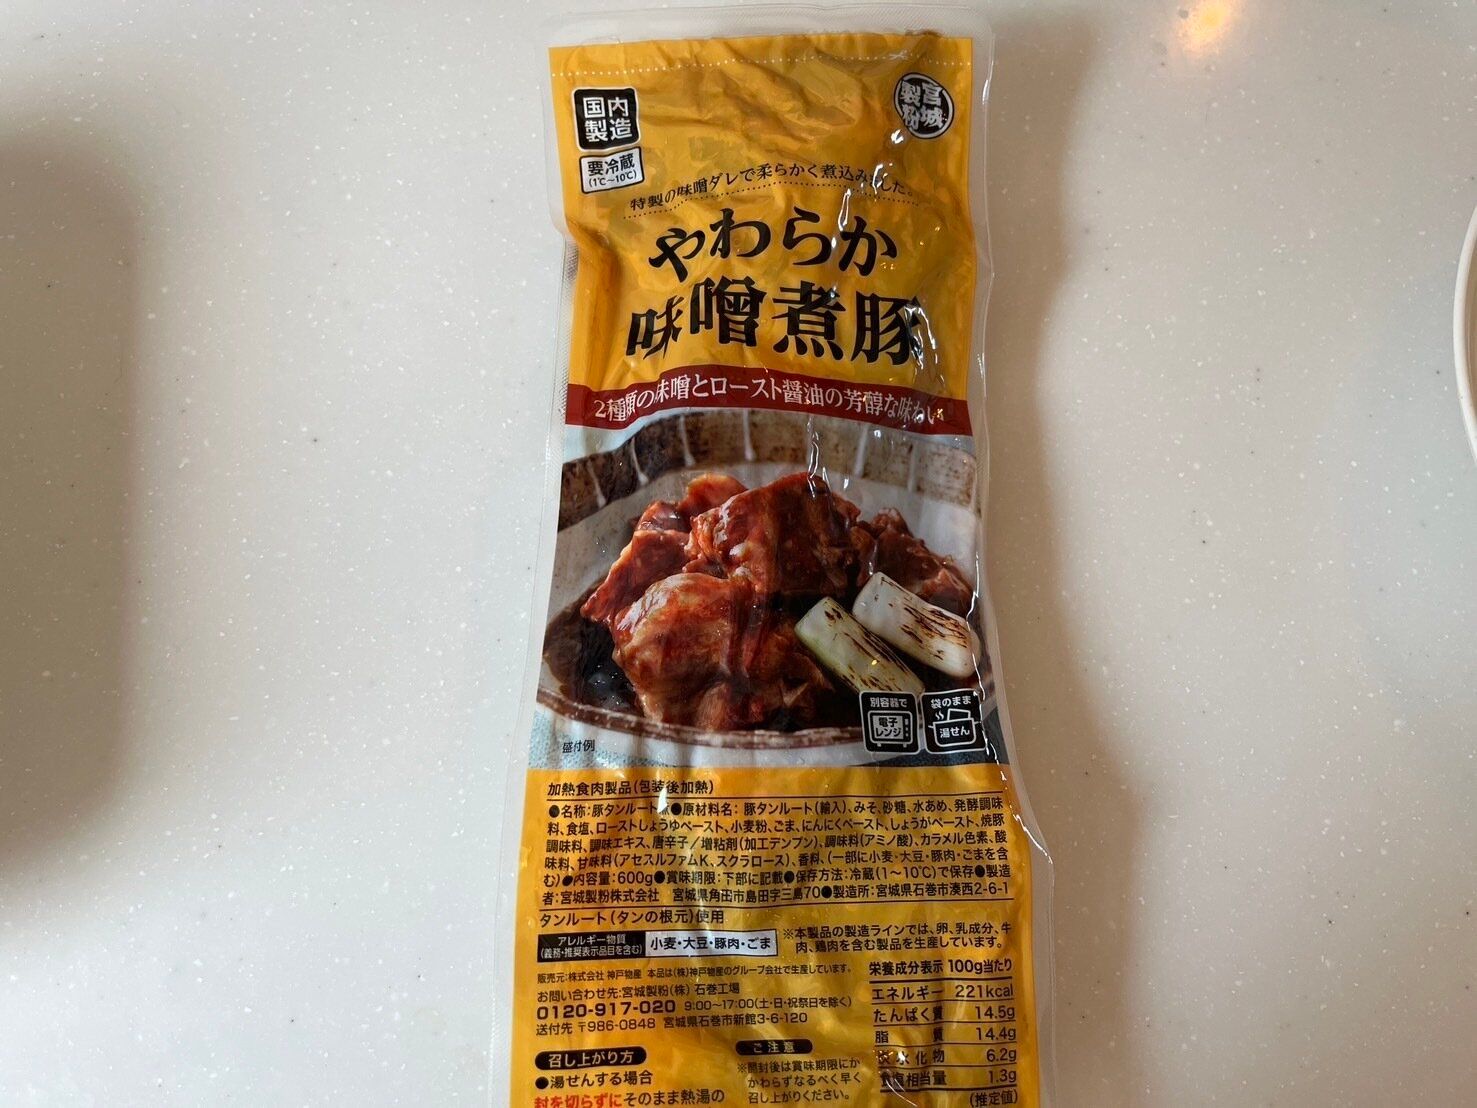 国内
製造
宮城
製粉
要冷蔵
(1℃〜10℃)
特製の味噌ダレで柔らかく煮込みました。
やわらか
味噌煮豚
2種類の味噌とロースト醤油の芳醇な味わい
別容器で
電子
レンジ
袋のまま
湯せん
盛付例
加熱食肉製品(包装後加熱)
●名称:豚タンルート煮●原材料名:豚タンルート(輸入)、みそ、砂糖、水あめ、発酵調味
料、食塩、ローストしょうゆペースト、小麦粉、ごま、にんにくペースト、しょうがペースト、焼豚
調味料、調味エキス、唐辛子/増粘剤(加工デンプン)、調味料(アミノ酸)、カラメル色素、酸
味料、甘味料(アセスルファムK、スクラロース)、香料、(一部に小麦・大豆・豚肉・ごまを含
む)●内容量:600g●賞味期限:下部に記載●保存方法:冷蔵(1〜10℃)で保存●製造
者:宮城製粉株式会社 宮城県角田市島田字三島70●製造所:宮城県石巻市湊西2-6-1
タンルート(タンの根元)使用
アレルギー物質
(義務・推奨表示品目を含む)
小麦・大豆・豚肉・ごま
※本製品の製造ラインでは、卵、乳成分、牛
肉、鶏肉を含む製品を生産しています。
販売元:株式会社 神戸物産 本品は(株)神戸物産のグループ会社で生産しています。
お問い合わせ先:宮城製粉(株) 石巻工場
0120-917-020 9:00〜17:00(土・日・祝祭日を除く)
送付先 〒986-0848 宮城県石巻市新館3-6-120
栄養成分表示 100g当たり
エネルギー 221kcal
たんぱく質 14.5g
脂質 14.4g
炭水化物 6.2g
食塩相当量 1.3g
(推定値)
召し上がり方
●湯せんする場合
封を切らずにそのまま熱湯の
ご注意
※開封後は賞味期限にか
かわらずなるべく早く
召し上がりください。